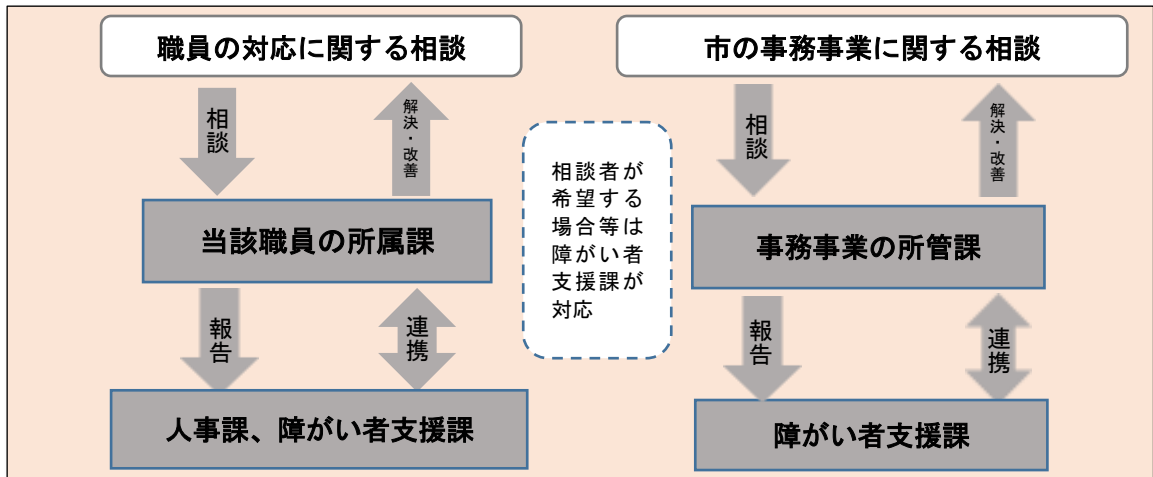 職員の対応に関する相談
相談
解決・改善
当該職員の所属課
報告
連携
人事課、障がい者支援課
相談者が
希望する
場合等は
障がい者
支援課が
対応
市の事務事業に関する相談
相談
解決・改善
事務事業の所管課
報告
連携
障がい者支援課